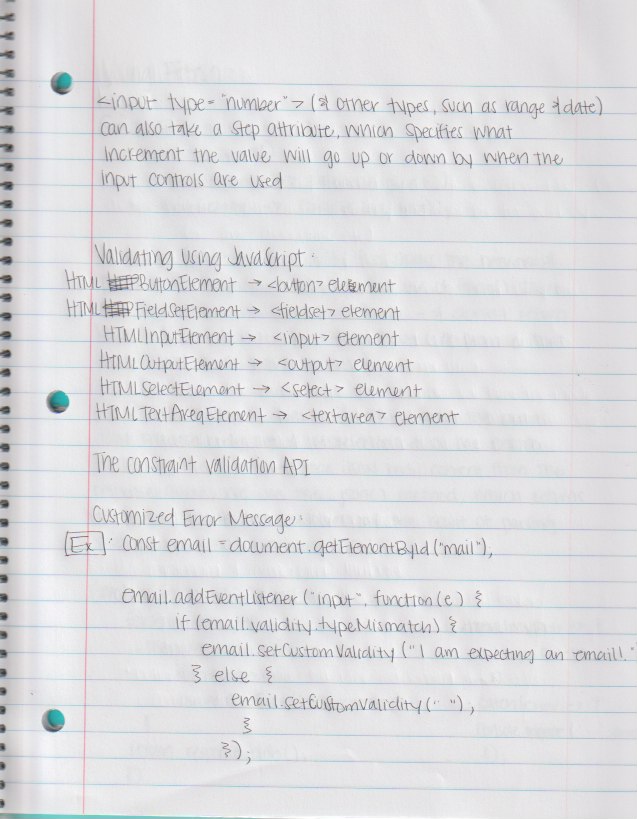 <input type="number"> (& other types, such as range & date)
can also take a step attribute, which specifies what
increment the value will go up or down by when the
input controls are used
Validating using JavaScript:
HTML ButtonElement → <button> element
HTML FieldSetElement → <fieldset> element
HTMLInputElement → <input> element
HTMLOutputElement → <output> element
HTMLSelectElement → <select> element
HTMLTextAreaElement → <textarea> element
The constraint validation API
Customized Error Message:
Ex: const email = document.getElementById("mail");
email.addEventListener("input", function(e) {
if (email.validity.typeMismatch) {
email.setCustomValidity("I am expecting an email!"
} else {
email.setCustomValidity(" ");
}
});